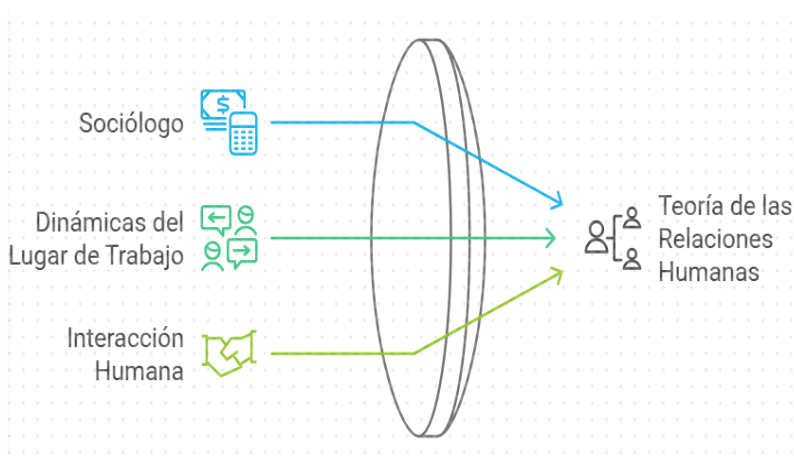 Sociólogo
$
Dinámicas del
Lugar de Trabajo
Interacción
Humana
Teoría de las
Relaciones
Humanas